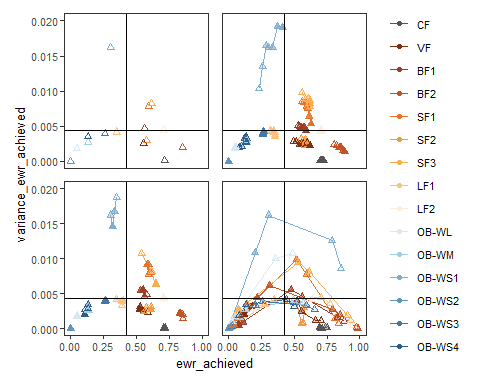 0.020
0.015
0.010
0.005
0.000
0.020
0.015
0.010
0.005
0.000
variance_ewr_achieved
0.00 0.25 0.50 0.75 1.00 0.00 0.25 0.50 0.75 1.00
ewr_achieved
CF
VF
BF1
BF2
SF1
SF2
SF3
LF1
LF2
OB-WL
OB-WM
OB-WS1
OB-WS2
OB-WS3
OB-WS4